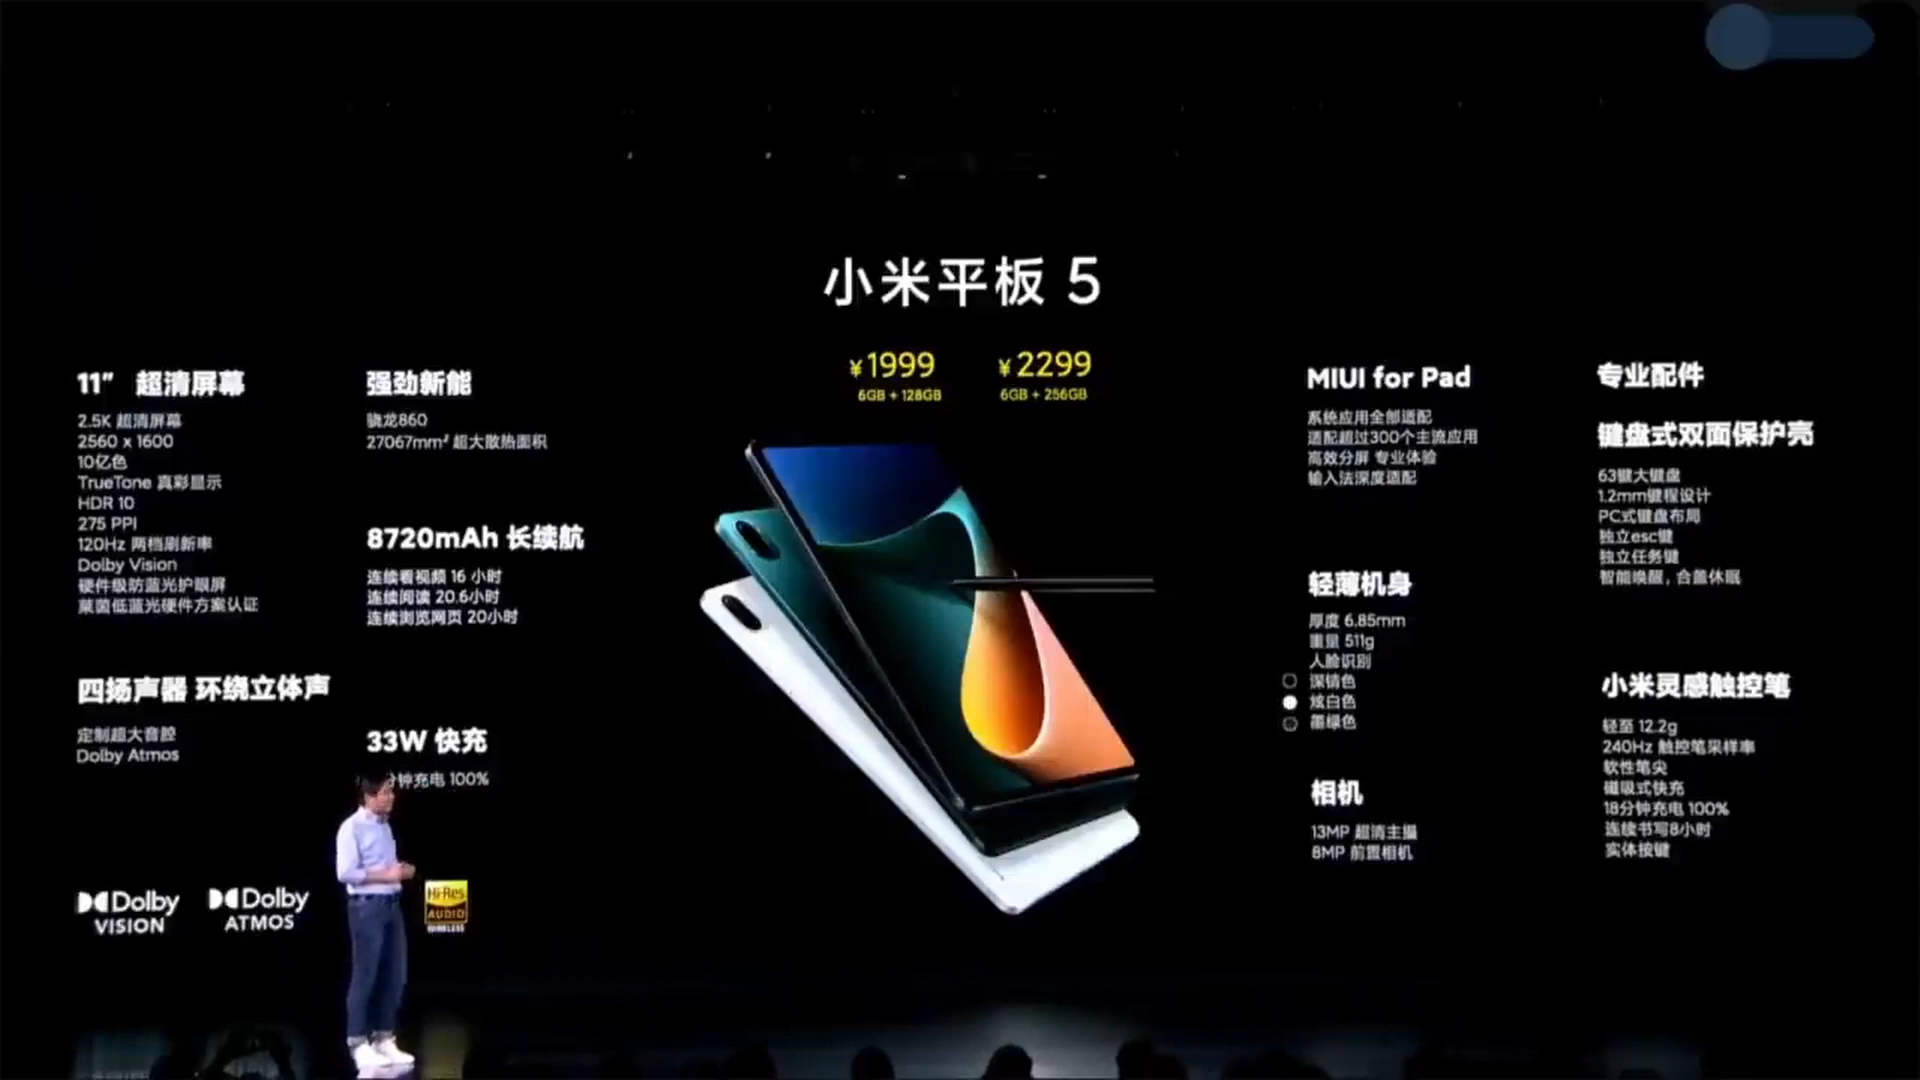 小米平板 5
¥1999
6GB + 128GB
¥2299
6GB + 256GB
11” 超清屏幕
2.5K 超清屏幕
2560 x 1600
10亿色
TrueTone 真彩显示
HDR 10
275 PPI
120Hz 两档刷新率
Dolby Vision
硬件级防蓝光护眼屏
莱茵低蓝光硬件方案认证
四扬声器 环绕立体声
定制超大音腔
Dolby Atmos
Dolby VISION
Dolby ATMOS
强劲新能
骁龙860
27067mm² 超大散热面积
8720mAh 长续航
连续看视频 16 小时
连续阅读 20.6小时
连续浏览网页 20小时
33W 快充
钟充电 100%
Hi-Res
AUDIO
WIRELESS
MIUI for Pad
系统应用全部适配
适配超过300个主流应用
高效分屏 专业体验
输入法深度适配
轻薄机身
厚度 6.85mm
重量 511g
人脸识别
深错色
炫白色
墨绿色
相机
13MP 超清主摄
8MP 前置相机
专业配件
键盘式双面保护壳
63键大键盘
1.2mm键程设计
PC式键盘布局
独立esc键
独立任务键
智能唤醒，合盖休眠
小米灵感触控笔
轻至 12.2g
240Hz 触控笔采样率
软性笔尖
磁吸式快充
18分钟充电 100%
连续书写8小时
实体按键